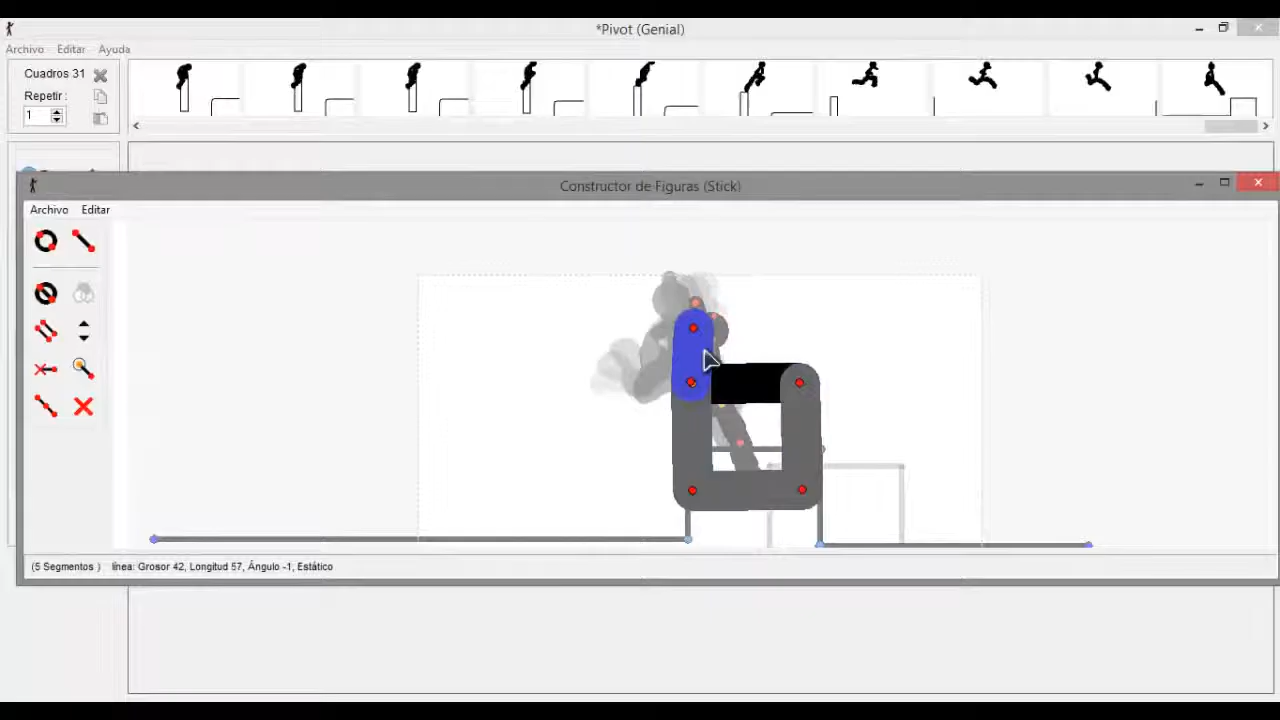 *Pivot (Genial)
Archivo Editar Ayuda
Cuadros 31
Repetir:
1
Constructor de Figuras (Stick)
Archivo Editar
(5 Segmentos ) línea: Grosor 42, Longitud 57, Ángulo -1, Estático